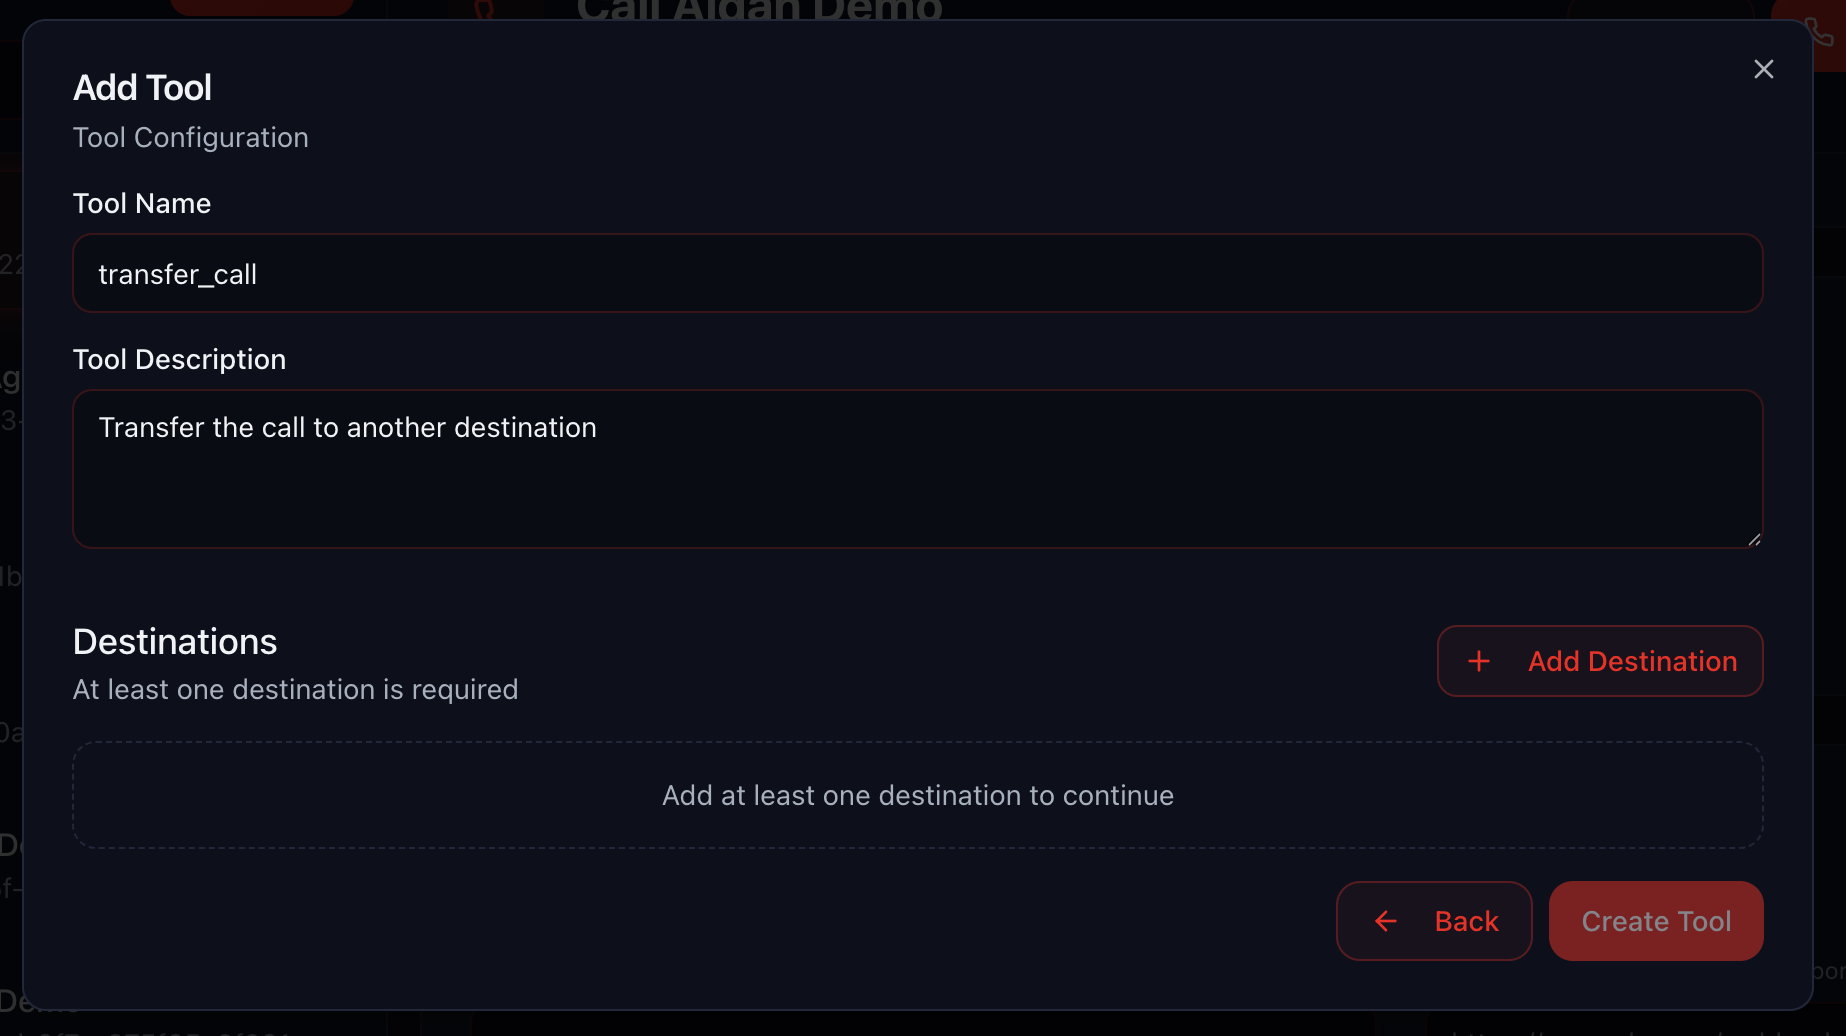 Call Aidan Demo
Add Tool
Tool Configuration
Tool Name
transfer_call
Tool Description
Transfer the call to another destination
Destinations
At least one destination is required
Add Destination
Add at least one destination to continue
Back
Create Tool